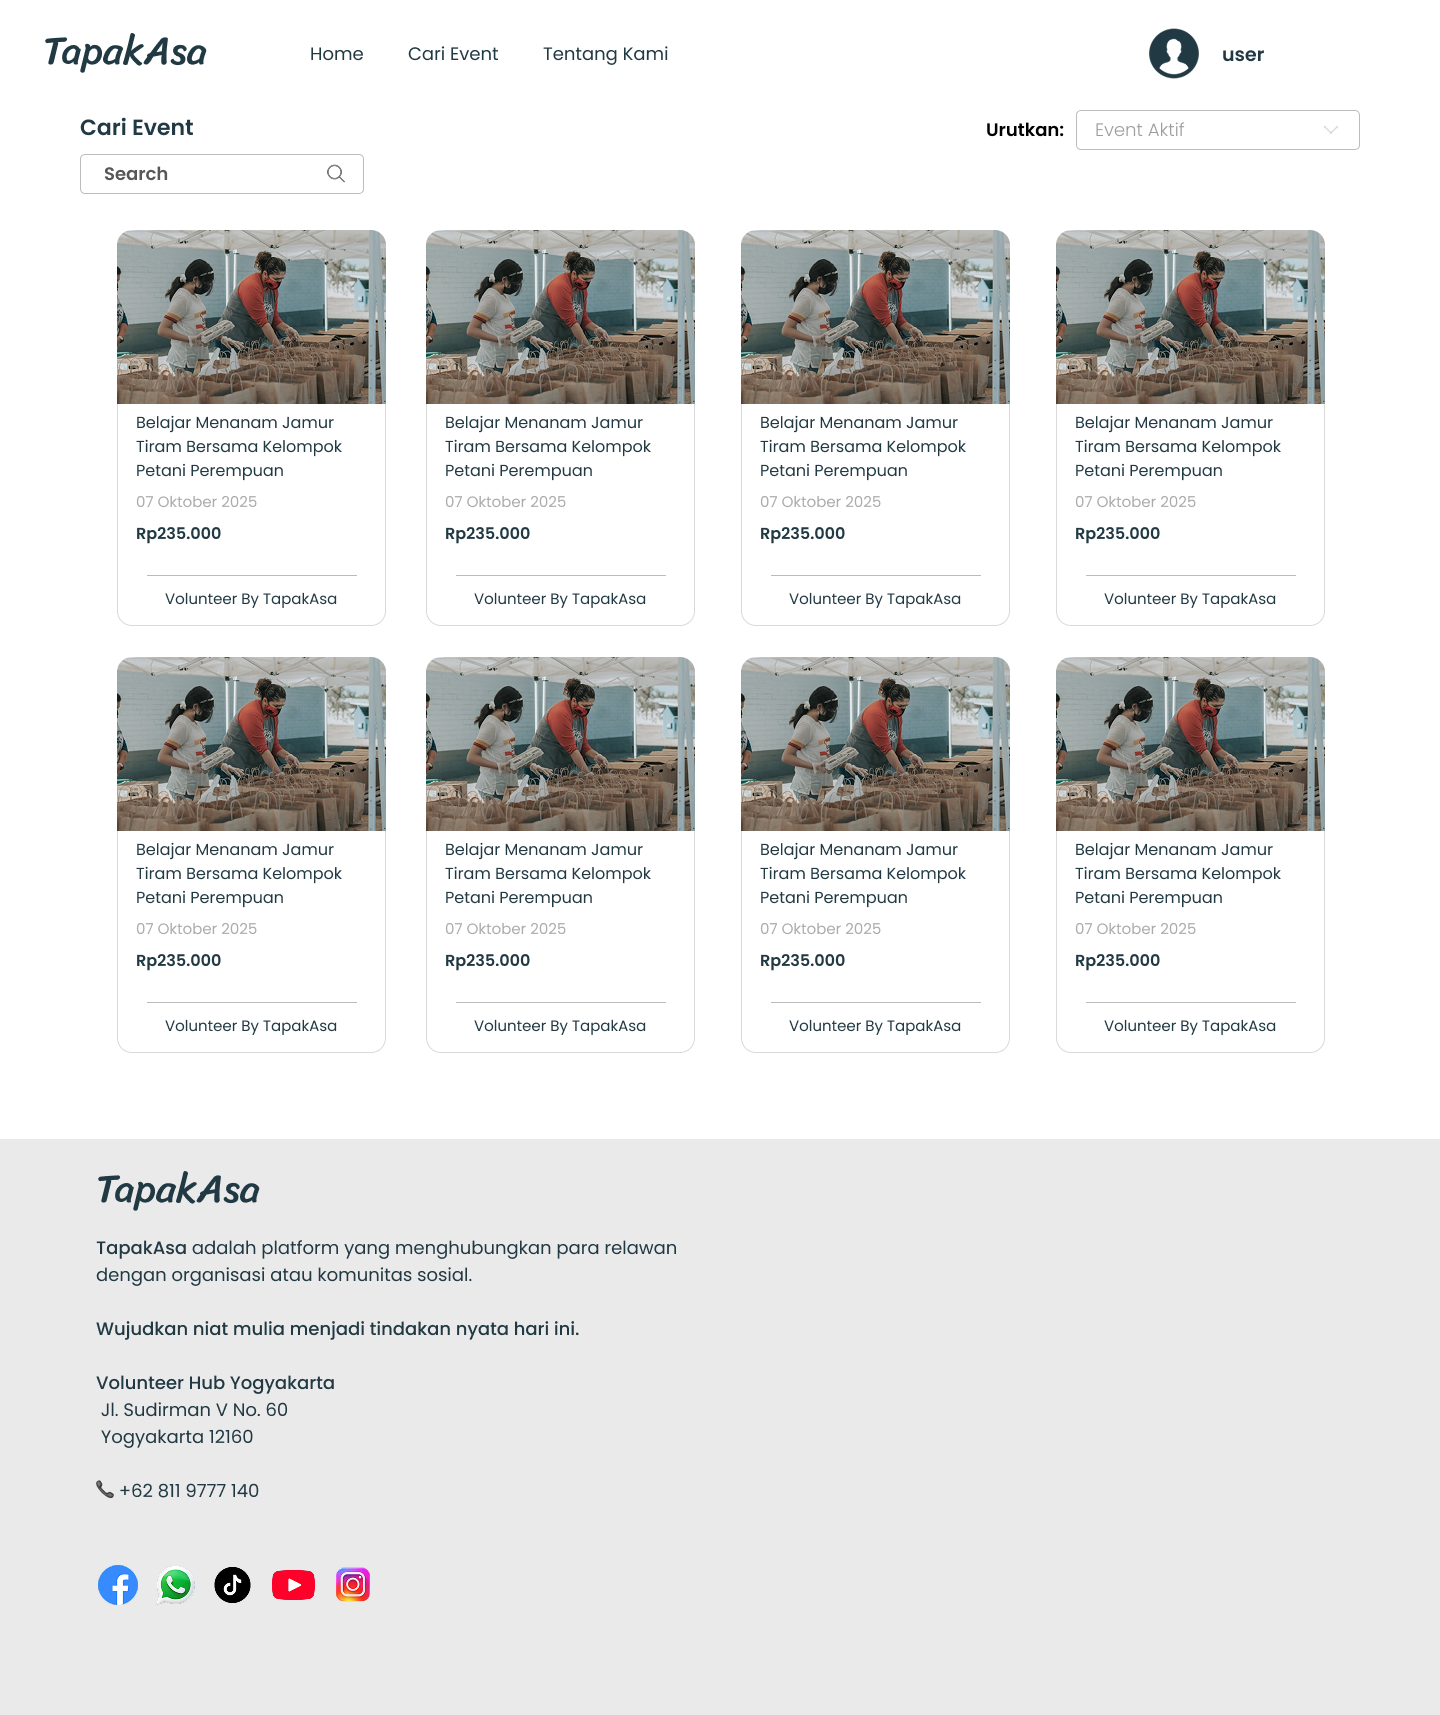 TapakAsa
Home
Cari Event
Tentang Kami
user
Cari Event
Urutkan:
Event Aktif
Search
Belajar Menanam Jamur
Tiram Bersama Kelompok
Petani Perempuan
07 Oktober 2025
Rp235.000
Volunteer By TapakAsa
Belajar Menanam Jamur
Tiram Bersama Kelompok
Petani Perempuan
07 Oktober 2025
Rp235.000
Volunteer By TapakAsa
Belajar Menanam Jamur
Tiram Bersama Kelompok
Petani Perempuan
07 Oktober 2025
Rp235.000
Volunteer By TapakAsa
Belajar Menanam Jamur
Tiram Bersama Kelompok
Petani Perempuan
07 Oktober 2025
Rp235.000
Volunteer By TapakAsa
Belajar Menanam Jamur
Tiram Bersama Kelompok
Petani Perempuan
07 Oktober 2025
Rp235.000
Volunteer By TapakAsa
Belajar Menanam Jamur
Tiram Bersama Kelompok
Petani Perempuan
07 Oktober 2025
Rp235.000
Volunteer By TapakAsa
Belajar Menanam Jamur
Tiram Bersama Kelompok
Petani Perempuan
07 Oktober 2025
Rp235.000
Volunteer By TapakAsa
Belajar Menanam Jamur
Tiram Bersama Kelompok
Petani Perempuan
07 Oktober 2025
Rp235.000
Volunteer By TapakAsa
TapakAsa
TapakAsa adalah platform yang menghubungkan para relawan
dengan organisasi atau komunitas sosial.
Wujudkan niat mulia menjadi tindakan nyata hari ini.
Volunteer Hub Yogyakarta
Jl. Sudirman V No. 60
Yogyakarta 12160
📞 +62 811 9777 140